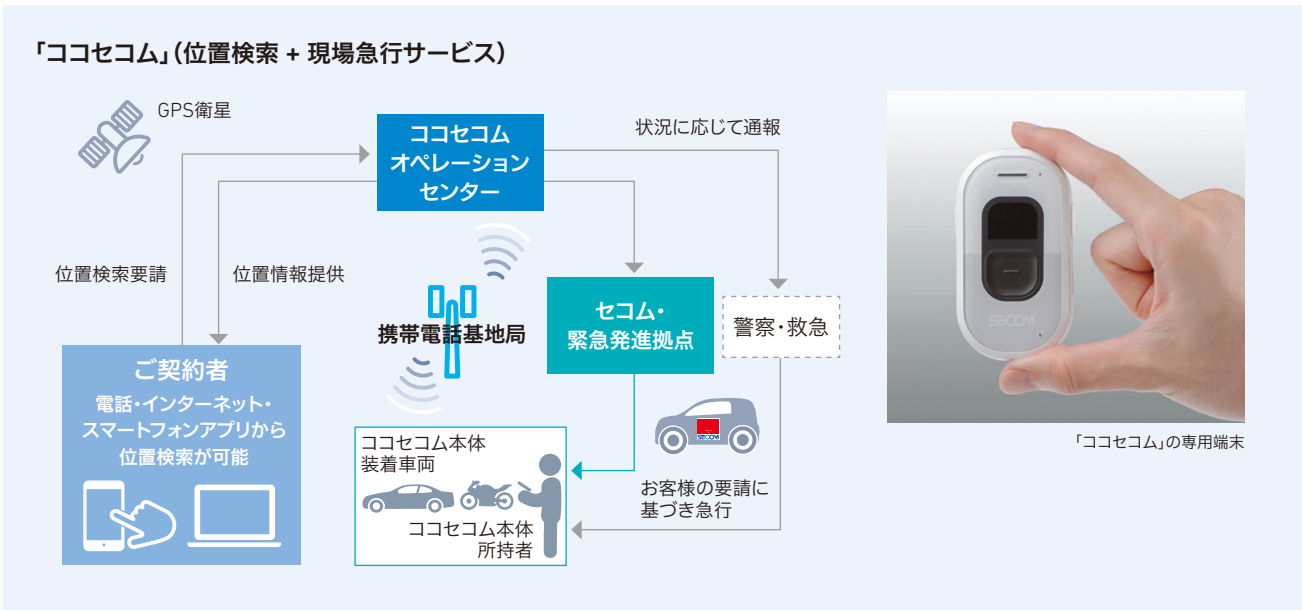 「ココセコム」（位置検索 + 現場急行サービス）
GPS衛星
ココセコム
オペレーション
センター
状況に応じて通報
位置検索要請
位置情報提供
携帯電話基地局
セコム・
緊急発進拠点
警察・救急
ご契約者
電話・インターネット・
スマートフォンアプリから
位置検索が可能
ココセコム本体
装着車両
ココセコム本体
所持者
SECOM
お客様の要請に
基づき急行
SECOM
「ココセコム」の専用端末